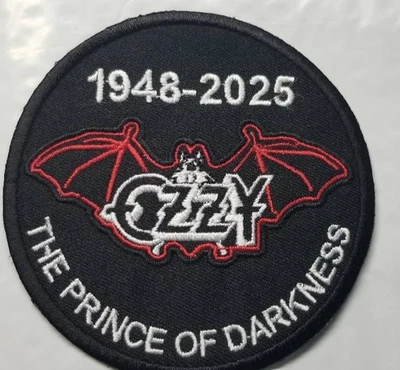 1948-2025
OZZY
THE PRINCE OF DARKNESS